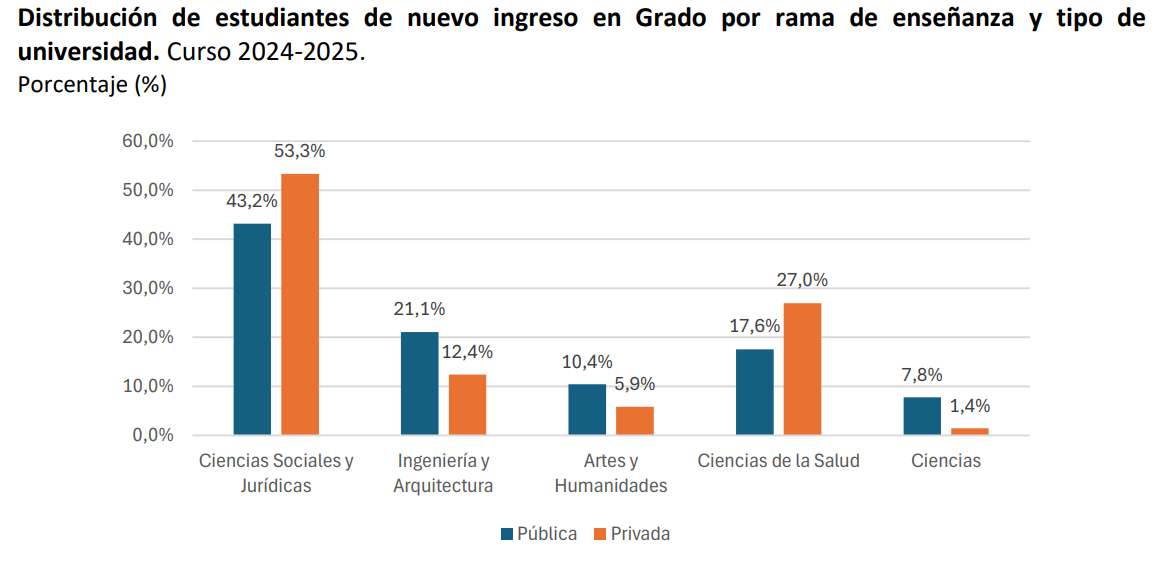 Distribución de estudiantes de nuevo ingreso en Grado por rama de enseñanza y tipo de
universidad. Curso 2024-2025.
Porcentaje (%)
60,0%
50,0%
40,0%
30,0%
20,0%
10,0%
0,0%
43,2%
53,3%
21,1%
12,4%
10,4%
5,9%
17,6%
27,0%
7,8%
1,4%
Ciencias Sociales y
Jurídicas
Ingeniería y
Arquitectura
Artes y
Humanidades
Ciencias de la Salud
Ciencias
Pública
Privada